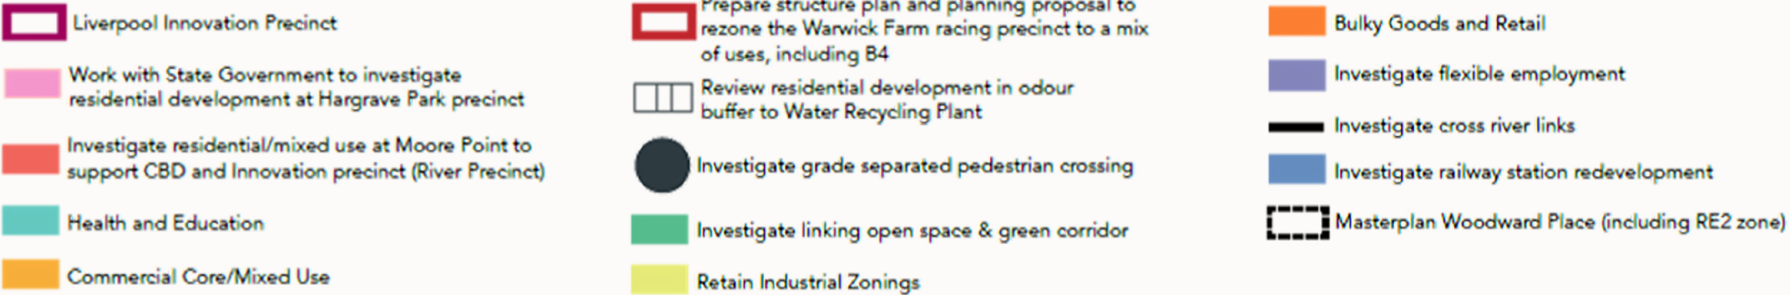 Liverpool Innovation Precinct
Work with State Government to investigate
residential development at Hargrave Park precinct
Investigate residential/mixed use at Moore Point to
support CBD and Innovation precinct (River Precinct)
Health and Education
Commercial Core/Mixed Use
Prepare structure plan and planning proposal to
rezone the Warwick Farm racing precinct to a mix
of uses, including B4
Review residential development in odour
buffer to Water Recycling Plant
Investigate grade separated pedestrian crossing
Investigate linking open space & green corridor
Retain Industrial Zonings
Bulky Goods and Retail
Investigate flexible employment
Investigate cross river links
Investigate railway station redevelopment
Masterplan Woodward Place (including RE2 zone)